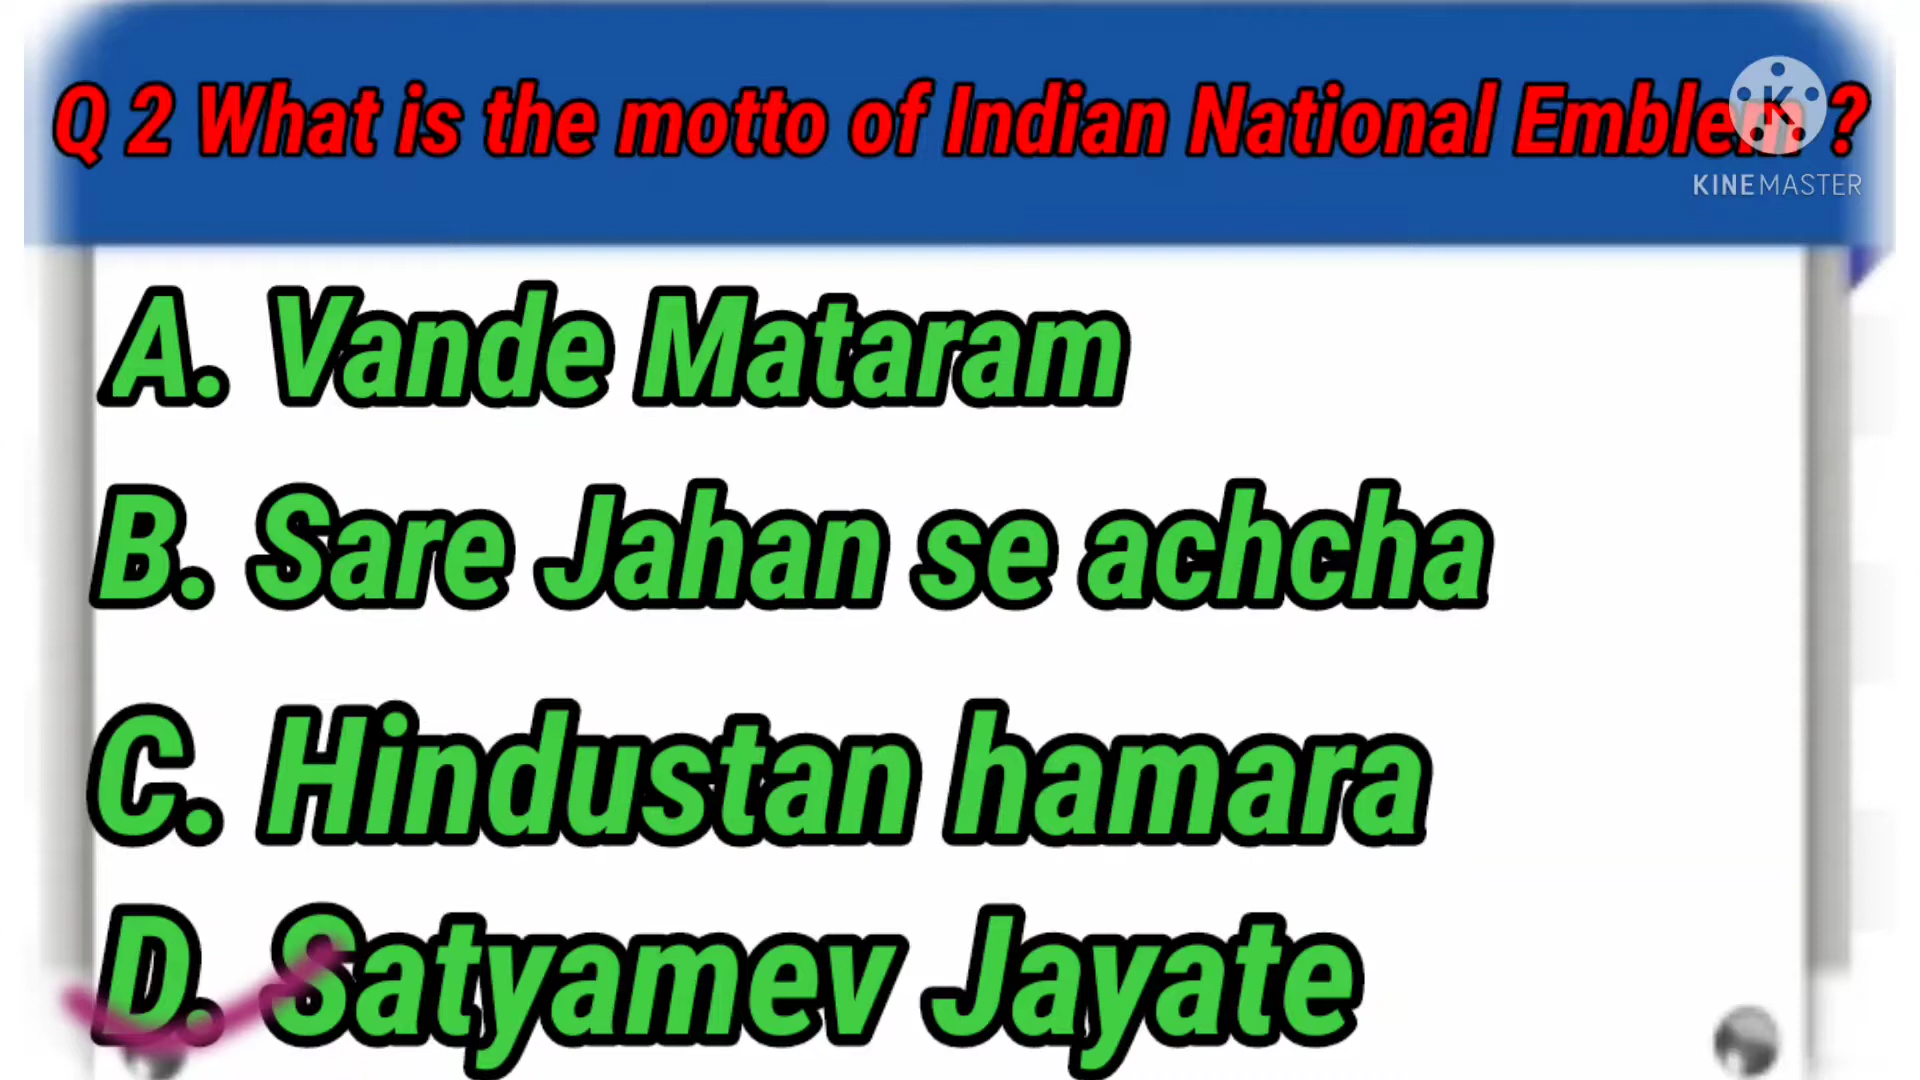 Q 2 What is the motto of Indian National Emblem ?
K
KINEMASTER
A. Vande Mataram
B. Sare Jahan se achcha
C. Hindustan hamara
D. Satyamev Jayate